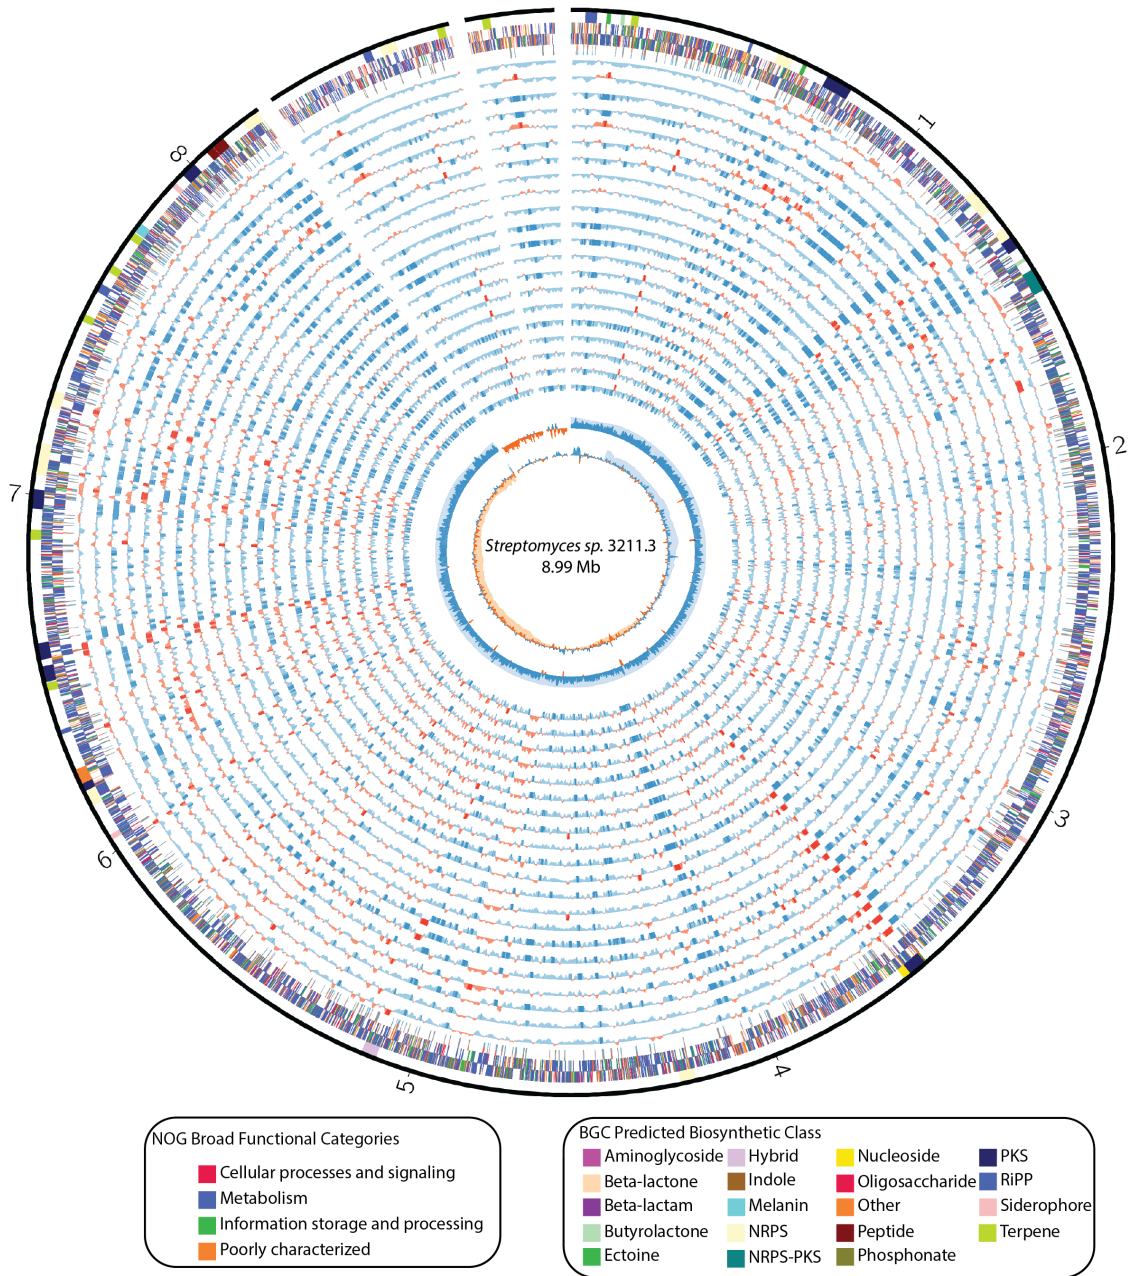 8
1
2
7
Streptomyces sp. 3211.3
8.99 Mb
3
6
4
5
NOG Broad Functional Categories
Cellular processes and signaling
Metabolism
Information storage and processing
Poorly characterized
BGC Predicted Biosynthetic Class
Aminoglycoside
Beta-lactone
Beta-lactam
Butyrolactone
Ectoine
Hybrid
Indole
Melanin
NRPS
NRPS-PKS
Nucleoside
Oligosaccharide
Other
Peptide
Phosphonate
PKS
RiPP
Siderophore
Terpene